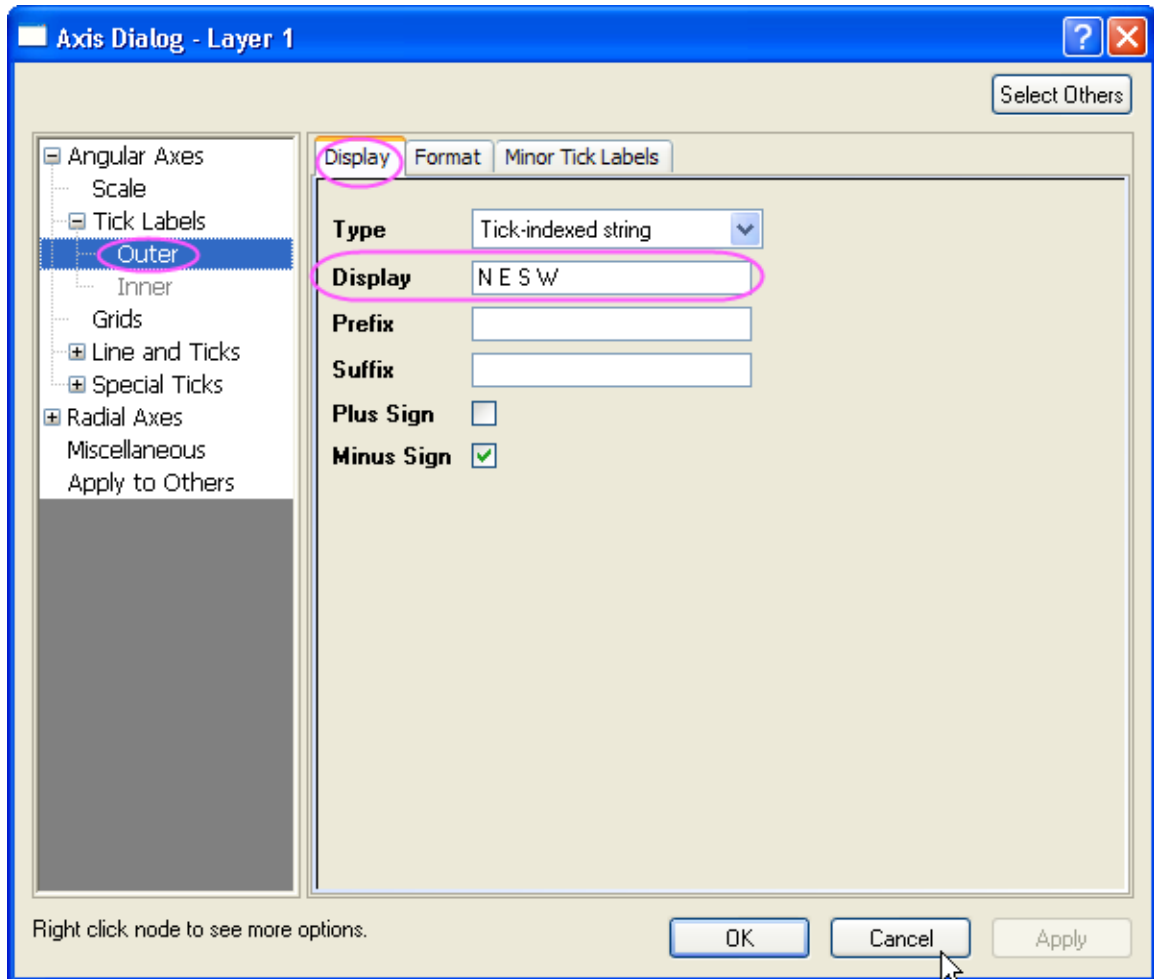 Axis Dialog - Layer 1
Select Others
Angular Axes
Scale
Tick Labels
Outer
Inner
Grids
Line and Ticks
Special Ticks
Radial Axes
Miscellaneous
Apply to Others
Display Format Minor Tick Labels
Type Tick-indexed string
Display N E S W
Prefix
Suffix
Plus Sign
Minus Sign
Right click node to see more options.
OK Cancel Apply